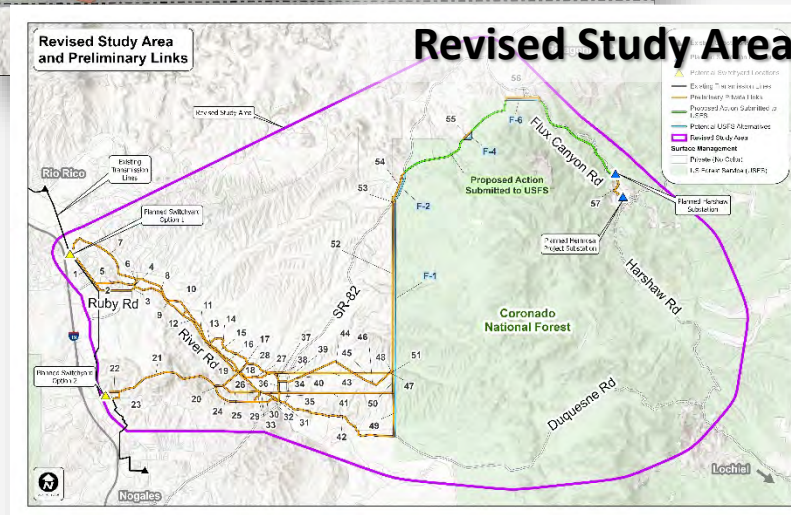 Revised Study Area
Revised Study Area
and Preliminary Links
Potential Switchyard Locations
Existing Transmission Lines
Preliminary Private Links
Proposed Action Submitted to
USFS
Potential USFS Alternatives
Revised Study Area
Surface Management
Private (No Color)
US Forest Service (USFS)
Revised Study Area
Rio Rico
Existing
Transmission
Lines
Planned Switchyard
Option 1
Planned Switchyard
Option 2
Ruby Rd
River Rd
SR-82
Flux Canyon Rd
Harshaw Rd
Duquesne Rd
Proposed Action
Submitted to USFS
Coronado
National Forest
Planned Harshaw
Substation
Planned Hermosa
Project Substation
Nogales
Lochiel
56
55
F-6
F-4
54
53
F-2
57
52
F-1
7
1
5
6
4
2
3
8
9
10
12
11
13
14
15
16
17
28
27
37
38
39
44
45
46
48
51
47
22
21
23
20
19
18
26
36
34
40
43
24
25
29
30
33
32
31
35
50
42
49